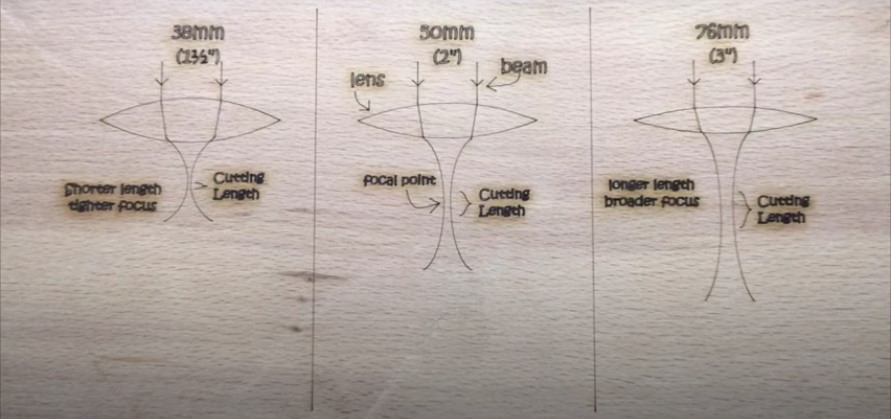 38mm
(1½")
Shorter length
tighter focus
Cutting
Length
50mm
(2")
lens
beam
focal point
Cutting
Length
76mm
(3")
longer length
broader focus
Cutting
Length